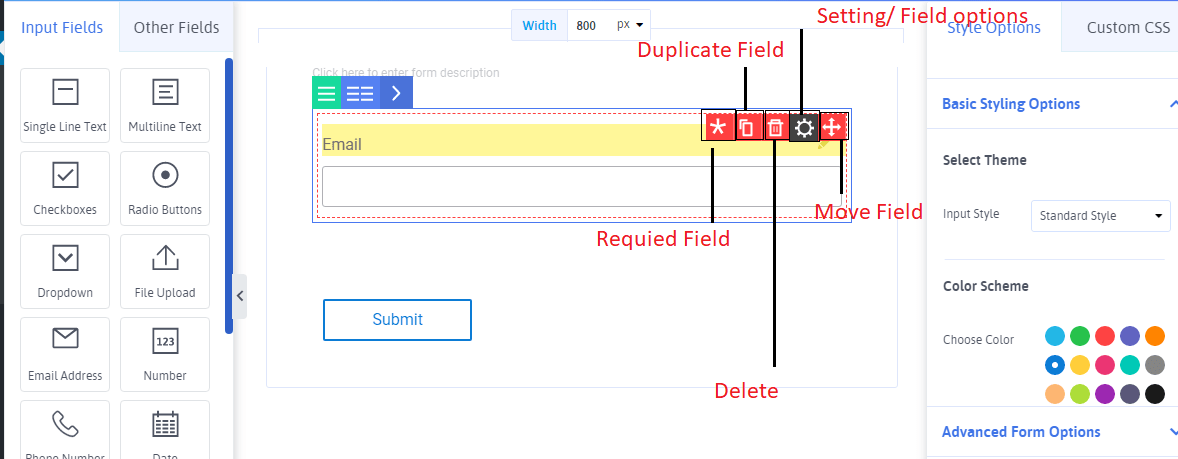 Input Fields
Other Fields
Single Line Text
Multiline Text
Checkboxes
Radio Buttons
Dropdown
File Upload
Email Address
123
Number
Phone Number
Date
Width 800 px
Setting/ Field options
Duplicate Field
Click here to enter form description
Email
Move Field
Requied Field
Submit
Delete
Style Options
Custom CSS
Basic Styling Options
Select Theme
Input Style
Standard Style
Color Scheme
Choose Color
Advanced Form Options